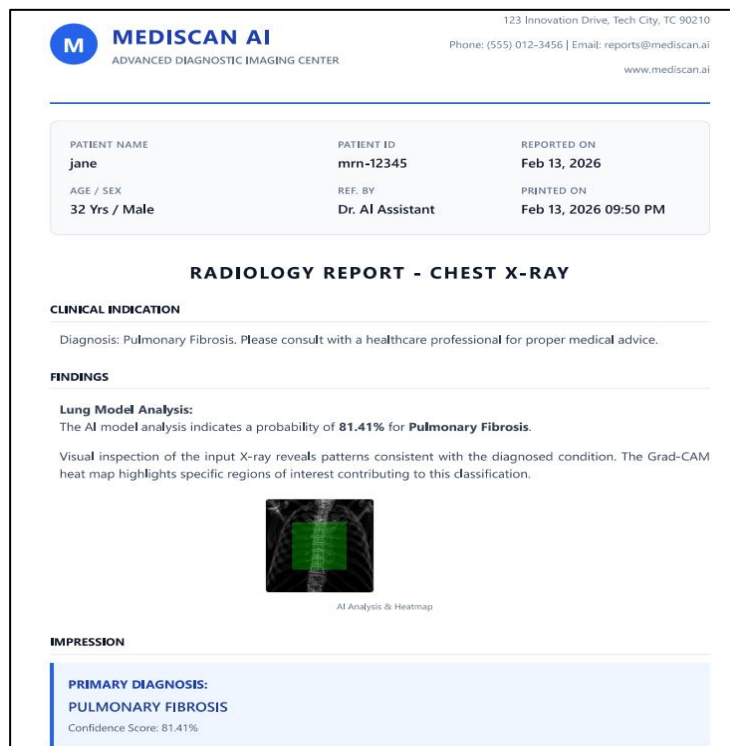 M
MEDISCAN AI
ADVANCED DIAGNOSTIC IMAGING CENTER
123 Innovation Drive, Tech City, TC 90210
Phone: (555) 012-3456 | Email: reports@mediscan.ai
www.mediscan.ai
PATIENT NAME PATIENT ID REPORTED ON
jane mrn-12345 Feb 13, 2026
AGE / SEX REF. BY PRINTED ON
32 Yrs / Male Dr. AI Assistant Feb 13, 2026 09:50 PM
RADIOLOGY REPORT - CHEST X-RAY
CLINICAL INDICATION
Diagnosis: Pulmonary Fibrosis. Please consult with a healthcare professional for proper medical advice.
FINDINGS
Lung Model Analysis:
The AI model analysis indicates a probability of 81.41% for Pulmonary Fibrosis.
Visual inspection of the input X-ray reveals patterns consistent with the diagnosed condition. The Grad-CAM
heat map highlights specific regions of interest contributing to this classification.
AI Analysis & Heatmap
IMPRESSION
PRIMARY DIAGNOSIS:
PULMONARY FIBROSIS
Confidence Score: 81.41%